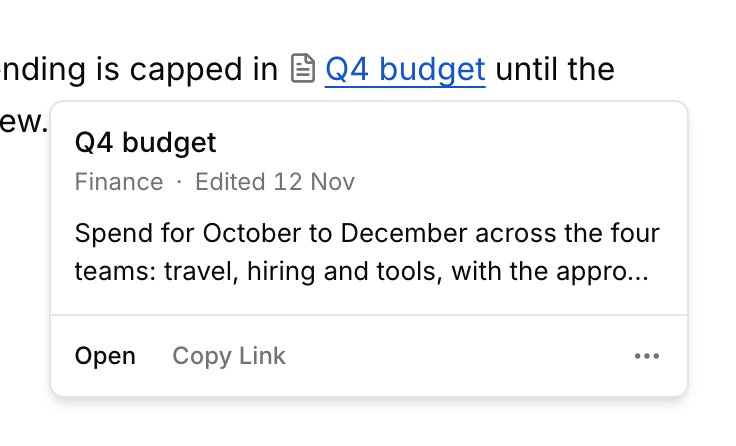 nding is capped in Q4 budget until the
ew.
Q4 budget
Finance · Edited 12 Nov
Spend for October to December across the four
teams: travel, hiring and tools, with the appro...
Open Copy Link